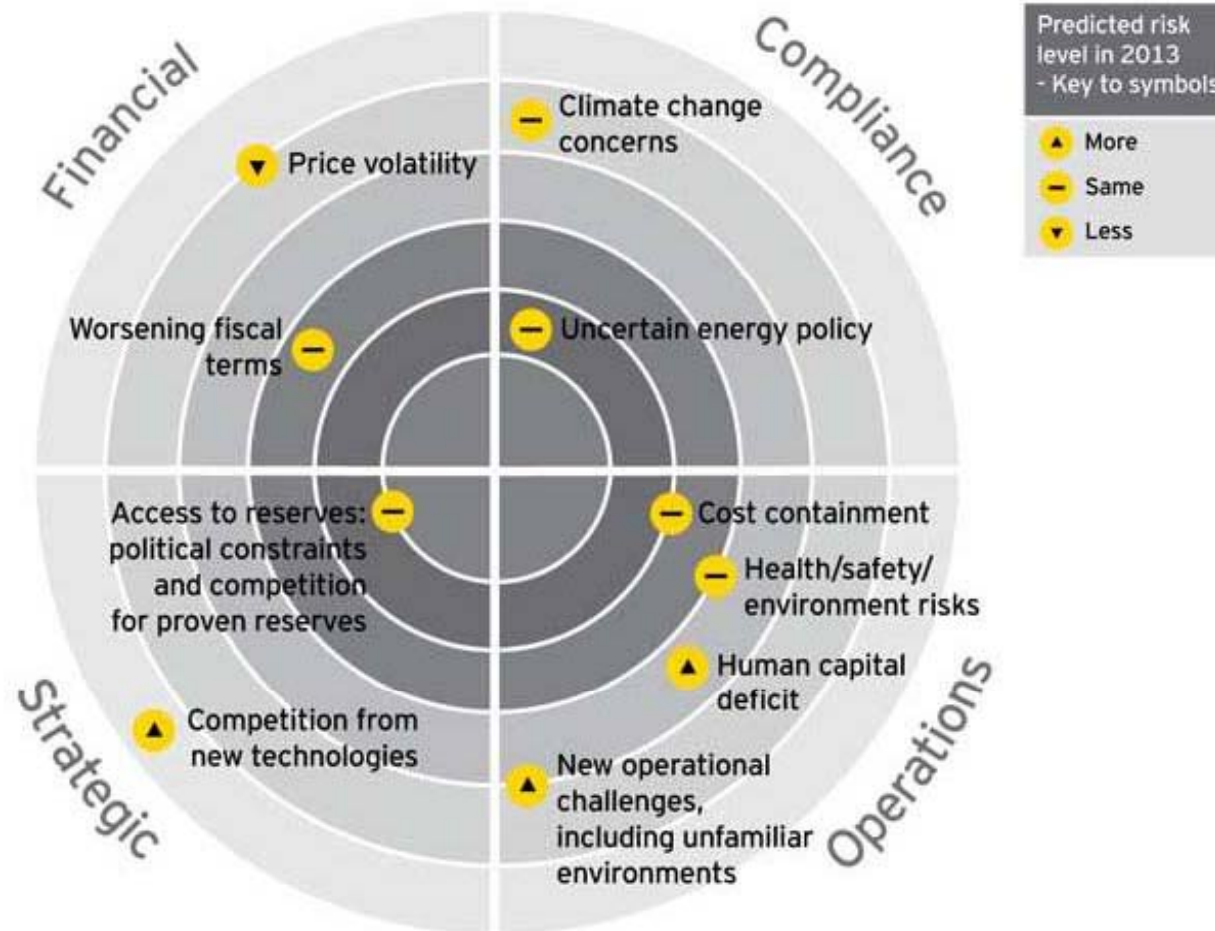 Financial
Compliance
Predicted risk
level in 2013
- Key to symbols
More
Same
Less
Climate change
concerns
Price volatility
Worsening fiscal
terms
Uncertain energy policy
Access to reserves:
political constraints
and competition
for proven reserves
Cost containment
Health/safety/
environment risks
Human capital
deficit
Competition from
new technologies
New operational
challenges,
including unfamiliar
environments
Strategic
Operations